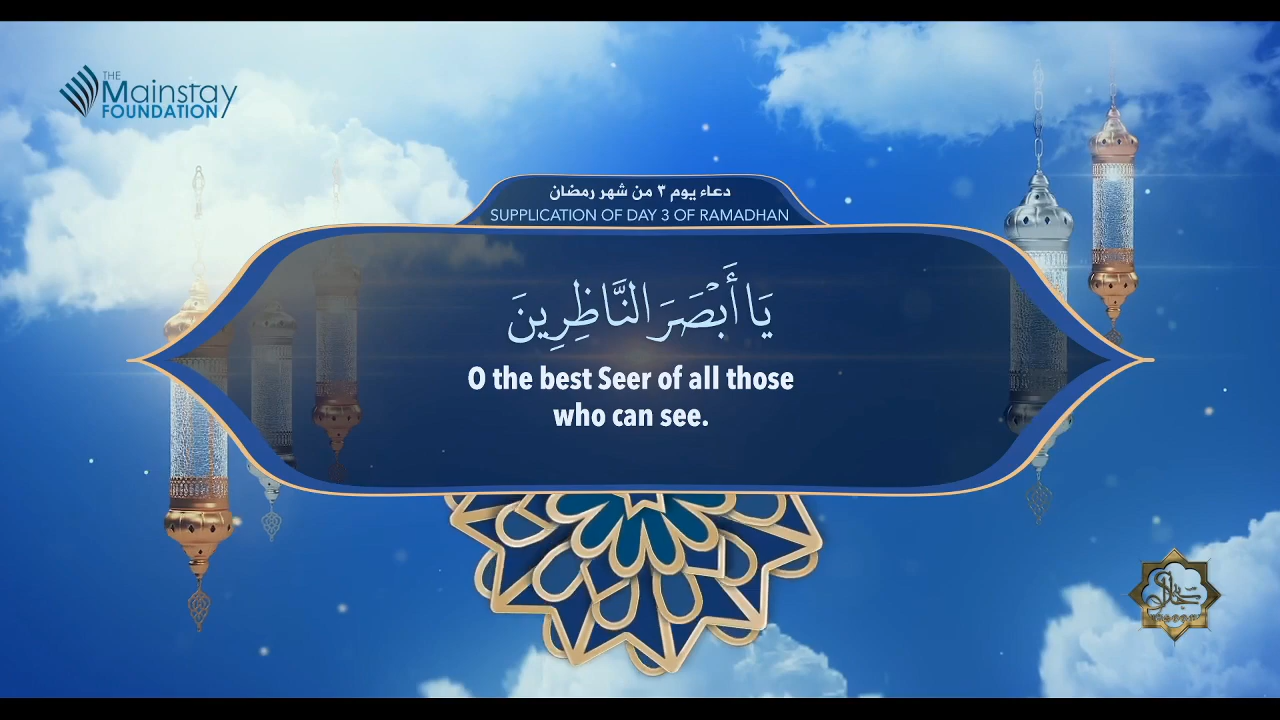 THE
Mainstay
FOUNDATION
دعاء يوم ٣ من شهر رمضان
SUPPLICATION OF DAY 3 OF RAMADHAN
يَا أَبْصَرَ النَّاظِرِينَ
O the best Seer of all those
who can see.